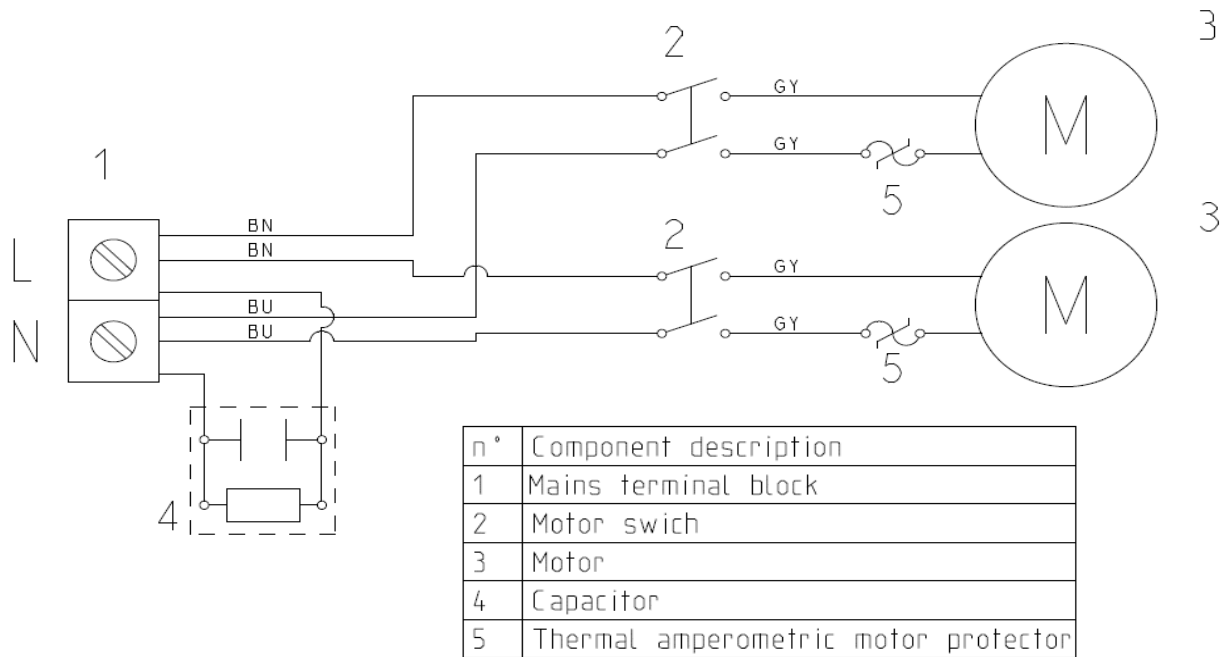 2
3
GY
GY
1
5
BN
BN
L
2
3
GY
BU
BU
N
GY
5
4
n° Component description
1 Mains terminal block
2 Motor swich
3 Motor
4 Capacitor
5 Thermal amperometric motor protector
M
M